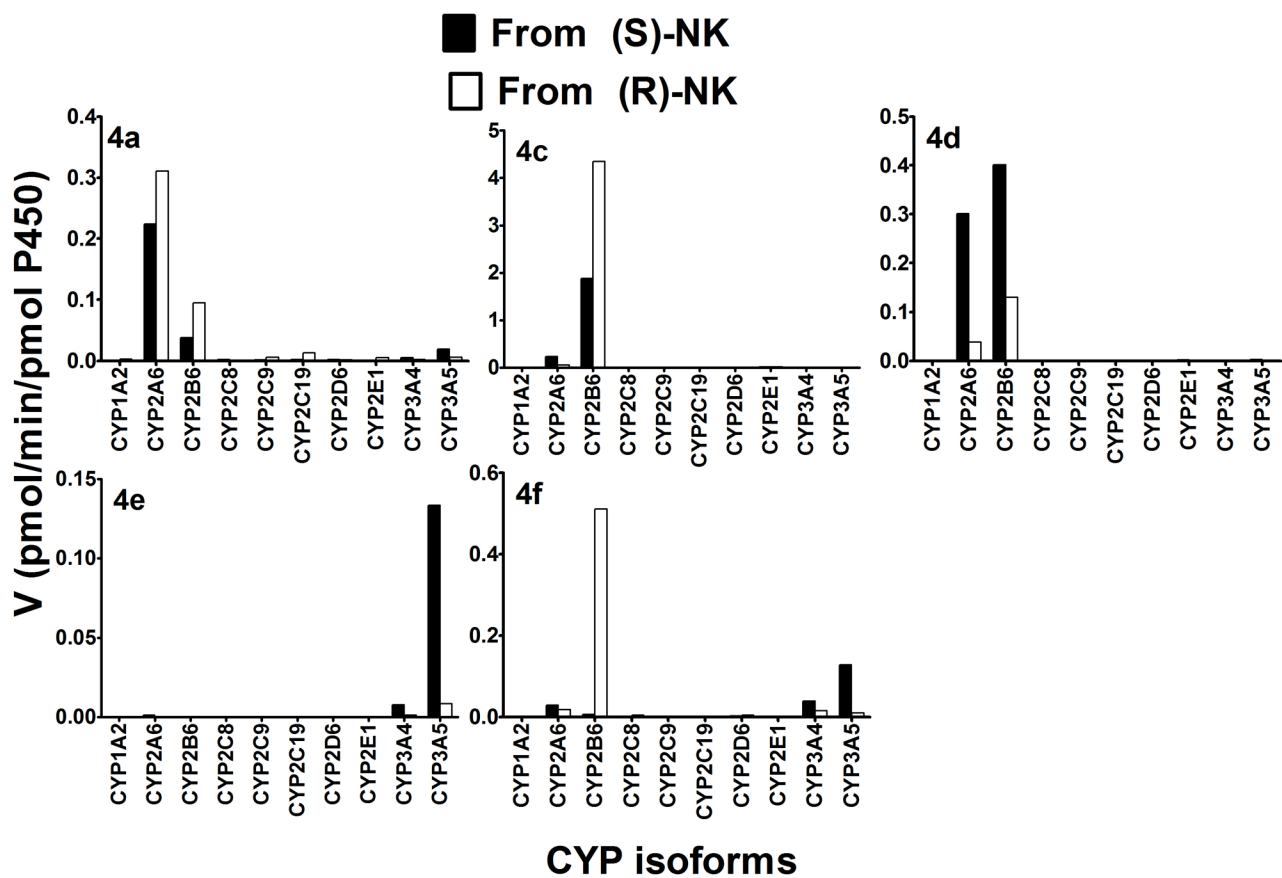 From (S)-NK
From (R)-NK
V (pmol/min/pmol P450)
4a
0.4
0.3
0.2
0.1
0.0
CYP1A2
CYP2A6
CYP2B6
CYP2C8
CYP2C9
CYP2C19
CYP2D6
CYP2E1
CYP3A4
CYP3A5
4c
5
4
3
2
1
0
CYP1A2
CYP2A6
CYP2B6
CYP2C8
CYP2C9
CYP2C19
CYP2D6
CYP2E1
CYP3A4
CYP3A5
4d
0.5
0.4
0.3
0.2
0.1
0.0
CYP1A2
CYP2A6
CYP2B6
CYP2C8
CYP2C9
CYP2C19
CYP2D6
CYP2E1
CYP3A4
CYP3A5
4e
0.15
0.10
0.05
0.00
CYP1A2
CYP2A6
CYP2B6
CYP2C8
CYP2C9
CYP2C19
CYP2D6
CYP2E1
CYP3A4
CYP3A5
4f
0.6
0.4
0.2
0.0
CYP1A2
CYP2A6
CYP2B6
CYP2C8
CYP2C9
CYP2C19
CYP2D6
CYP2E1
CYP3A4
CYP3A5
CYP isoforms